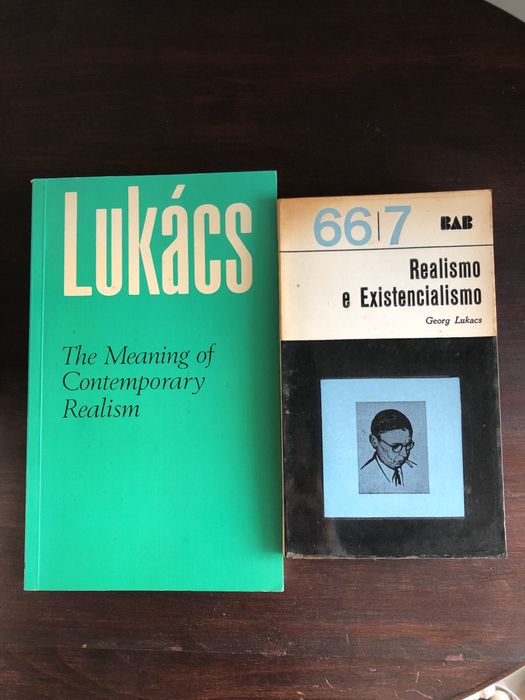 Lukács
The Meaning of
Contemporary
Realism
66|7 BAB
Realismo
e Existencialismo
Georg Lukacs